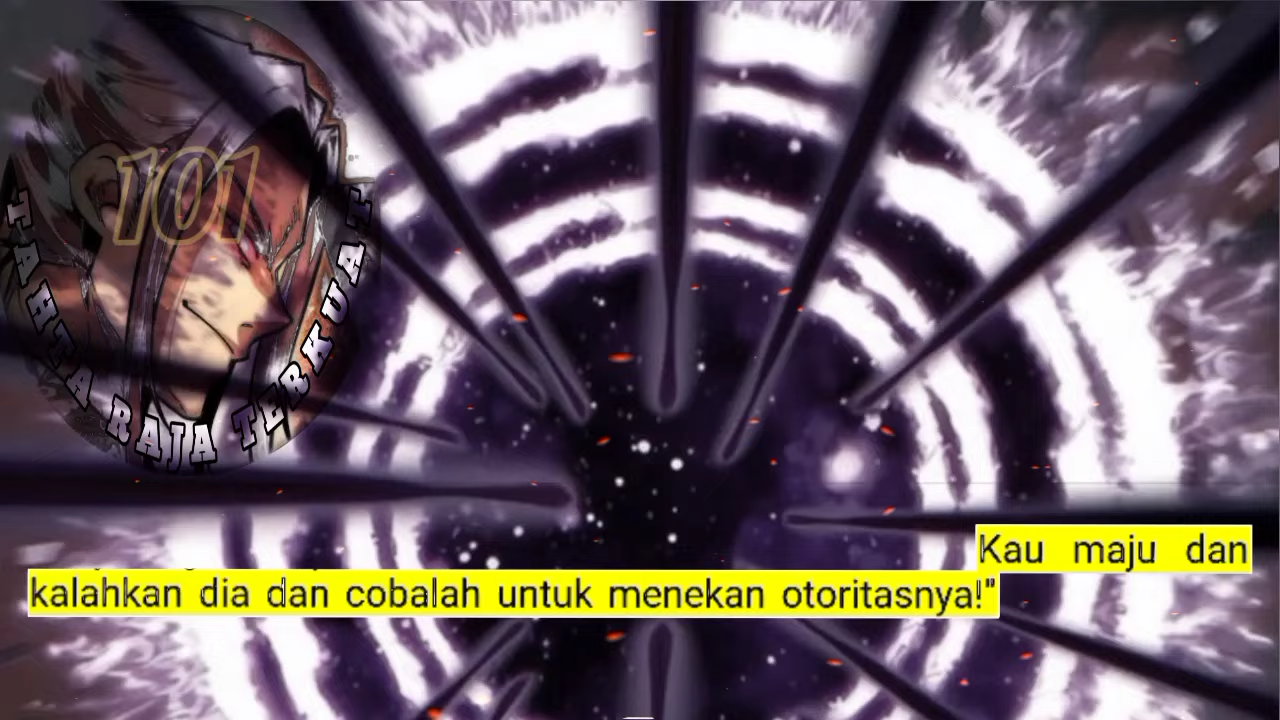 101
TAHTA RAJA TERKUAT
Kau maju dan
kalahkan dia dan cobalah untuk menekan otoritasnya!"